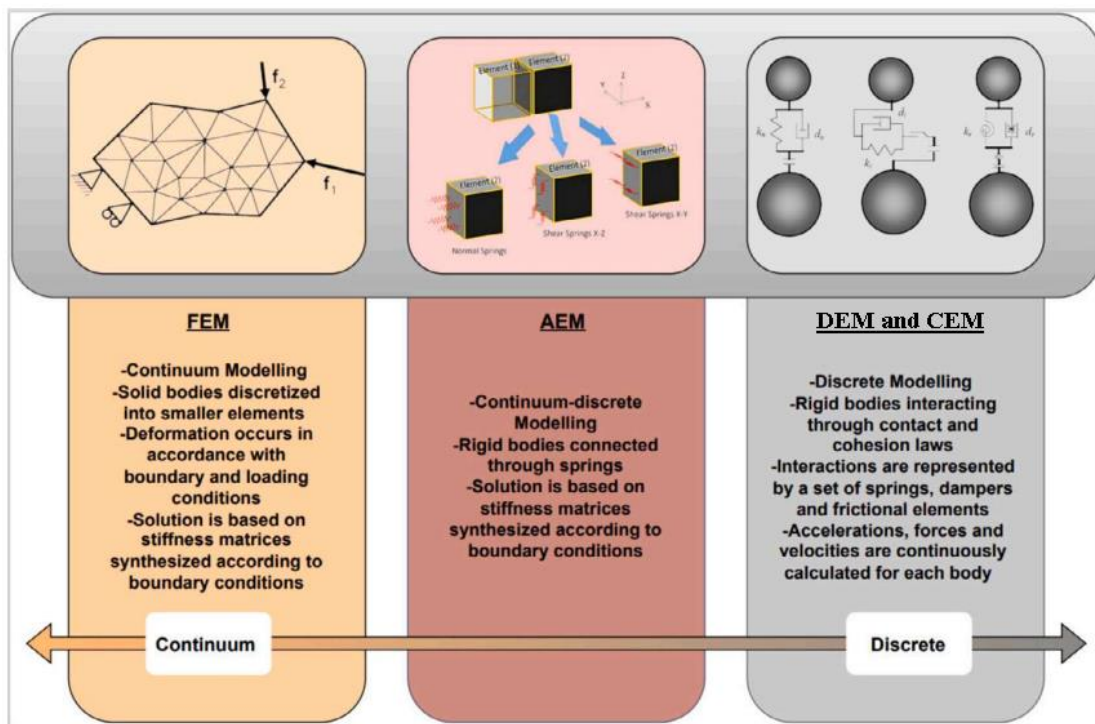 f₂
f₁
Element (1)
Element (2)
Z
Y
X
Element (2)
Element (2)
Element (2)
Normal Springs
Shear Springs X-Z
Shear Springs X-Y
FEM
-Continuum Modelling
-Solid bodies discretized
into smaller elements
-Deformation occurs in
accordance with
boundary and loading
conditions
-Solution is based on
stiffness matrices
synthesized according to
boundary conditions
AEM
-Continuum-discrete
Modelling
-Rigid bodies connected
through springs
-Solution is based on
stiffness matrices
synthesized according to
boundary conditions
DEM and CEM
-Discrete Modelling
-Rigid bodies interacting
through contact and
cohesion laws
-Interactions are represented
by a set of springs, dampers
and frictional elements
-Accelerations, forces and
velocities are continuously
calculated for each body
Continuum
Discrete